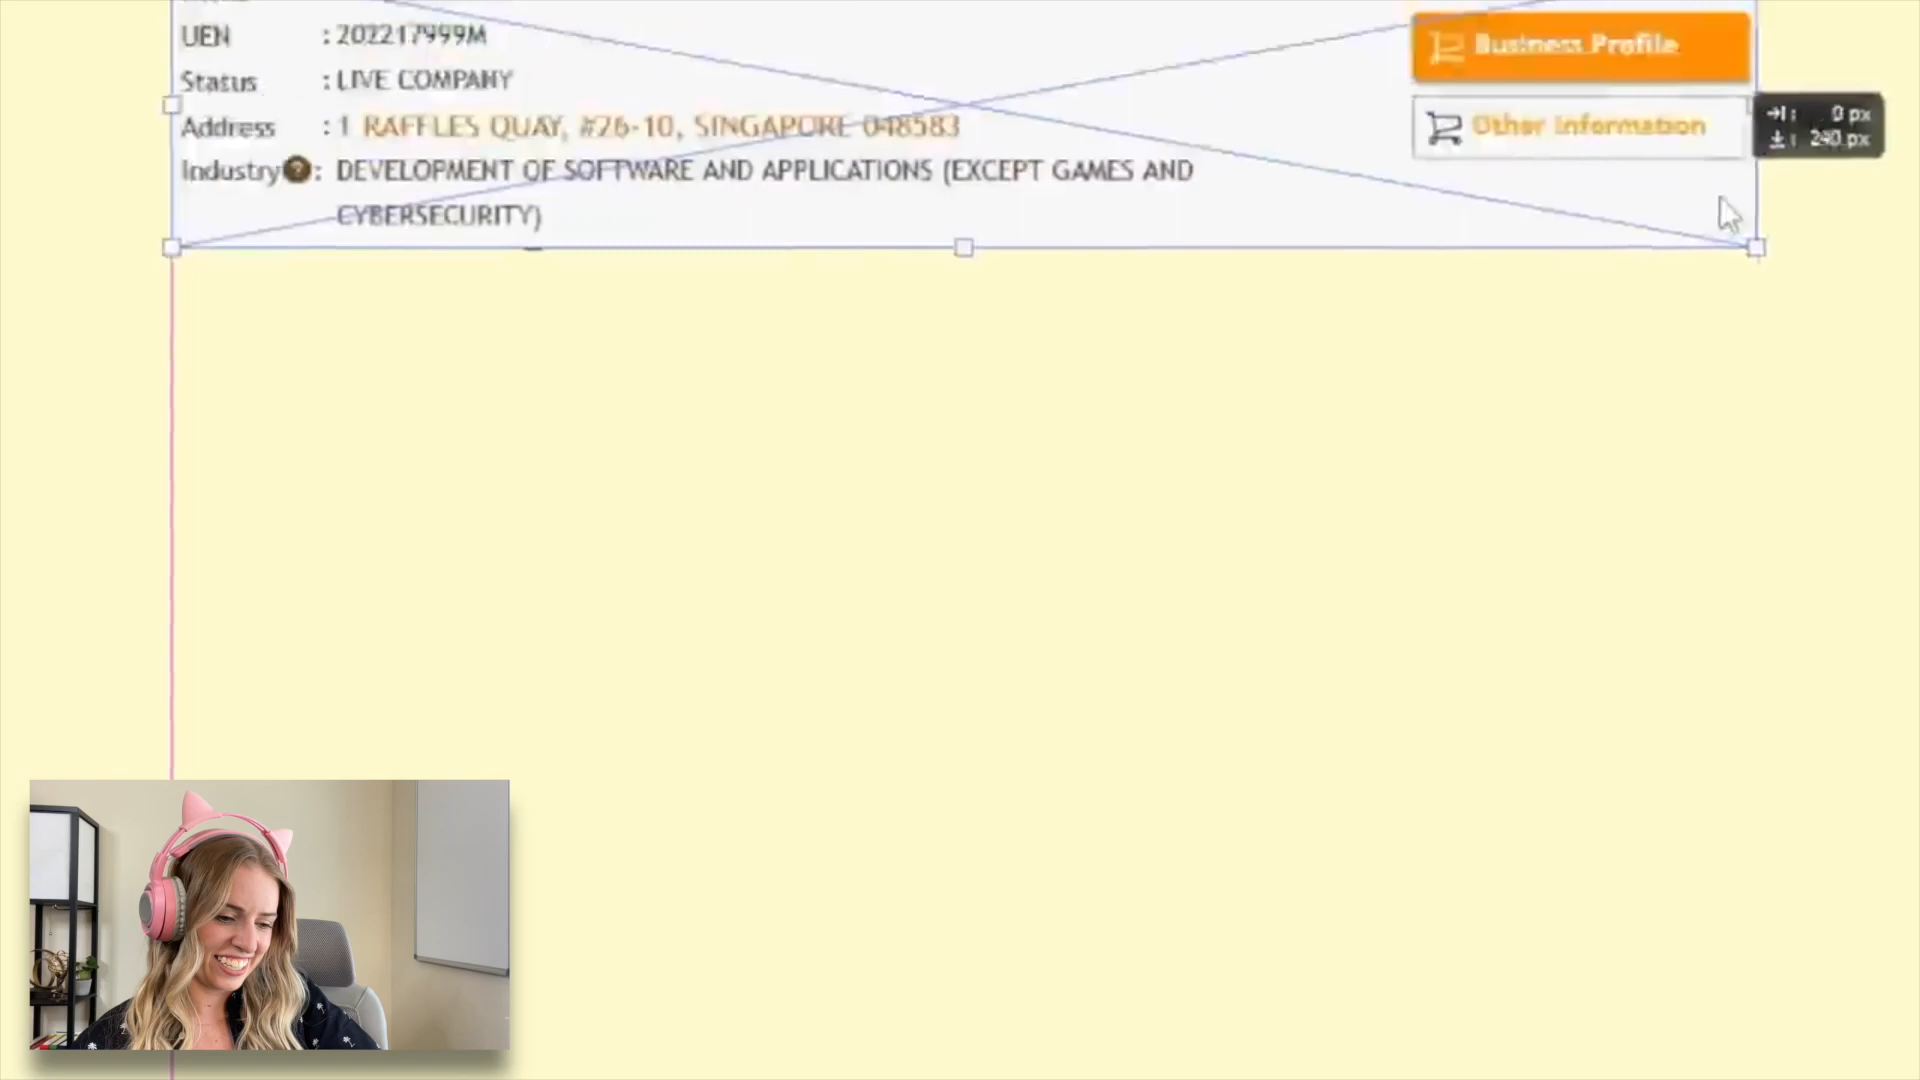 UEN : 202217999M
Business Profile
Status : LIVE COMPANY
Address : 1 RAFFLES QUAY, #26-10, SINGAPORE 048583
Other Information
0 px
240 px
Industry ? : DEVELOPMENT OF SOFTWARE AND APPLICATIONS (EXCEPT GAMES AND
CYBERSECURITY)